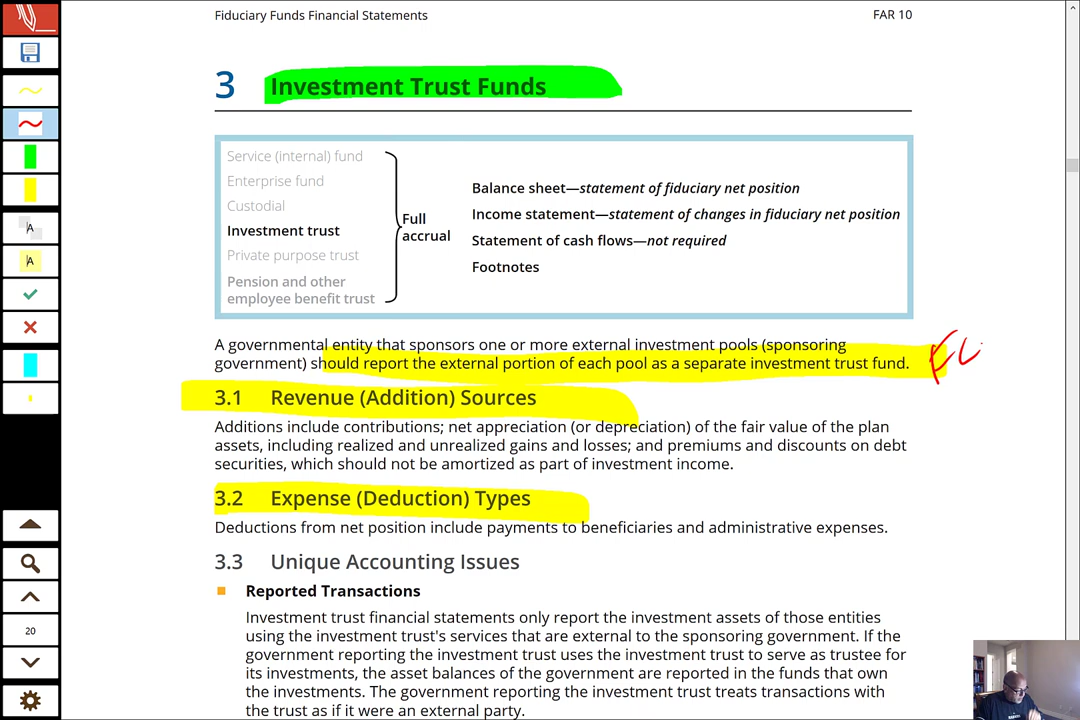 Fiduciary Funds Financial Statements
FAR 10
3 Investment Trust Funds
Service (internal) fund
Enterprise fund
Custodial
Investment trust
Private purpose trust
Pension and other
employee benefit trust
Full
accrual
Balance sheet—statement of fiduciary net position
Income statement—statement of changes in fiduciary net position
Statement of cash flows—not required
Footnotes
A governmental entity that sponsors one or more external investment pools (sponsoring
government) should report the external portion of each pool as a separate investment trust fund.
3.1 Revenue (Addition) Sources
Additions include contributions; net appreciation (or depreciation) of the fair value of the plan
assets, including realized and unrealized gains and losses; and premiums and discounts on debt
securities, which should not be amortized as part of investment income.
3.2 Expense (Deduction) Types
Deductions from net position include payments to beneficiaries and administrative expenses.
3.3 Unique Accounting Issues
Reported Transactions
Investment trust financial statements only report the investment assets of those entities
using the investment trust's services that are external to the sponsoring government. If the
government reporting the investment trust uses the investment trust to serve as trustee for
its investments, the asset balances of the government are reported in the funds that own
the investments. The government reporting the investment trust treats transactions with
the trust as if it were an external party.
A
A
20